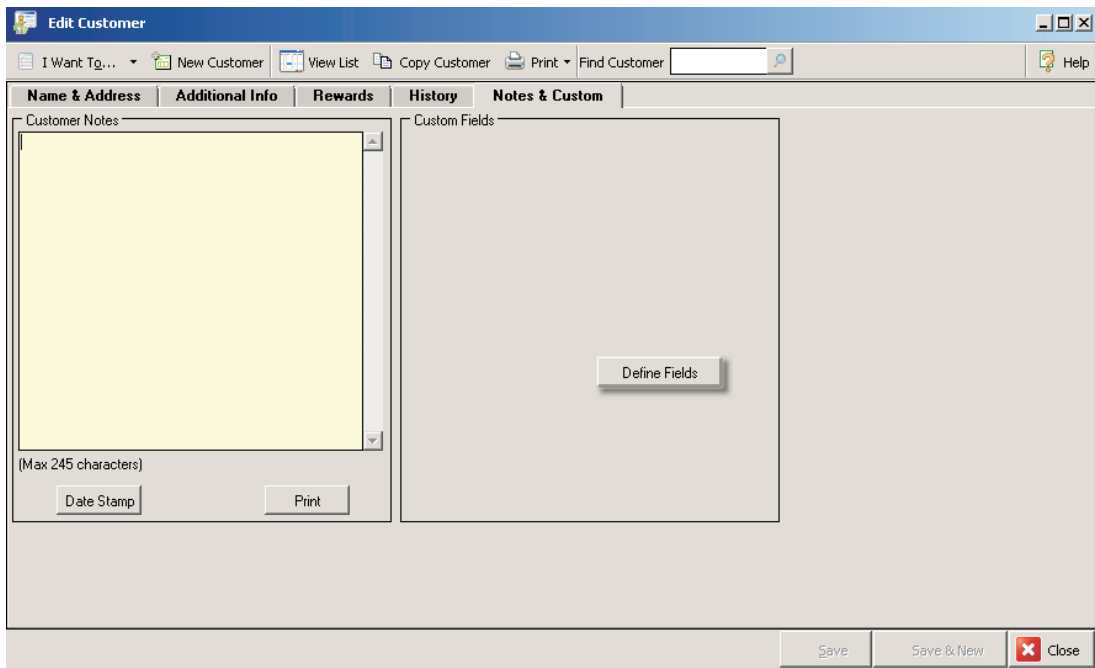 Edit Customer
I Want To... New Customer View List Copy Customer Print Find Customer Help
Name & Address Additional Info Rewards History Notes & Custom
Customer Notes Custom Fields
Define Fields
(Max 245 characters)
Date Stamp Print
Save Save & New Close